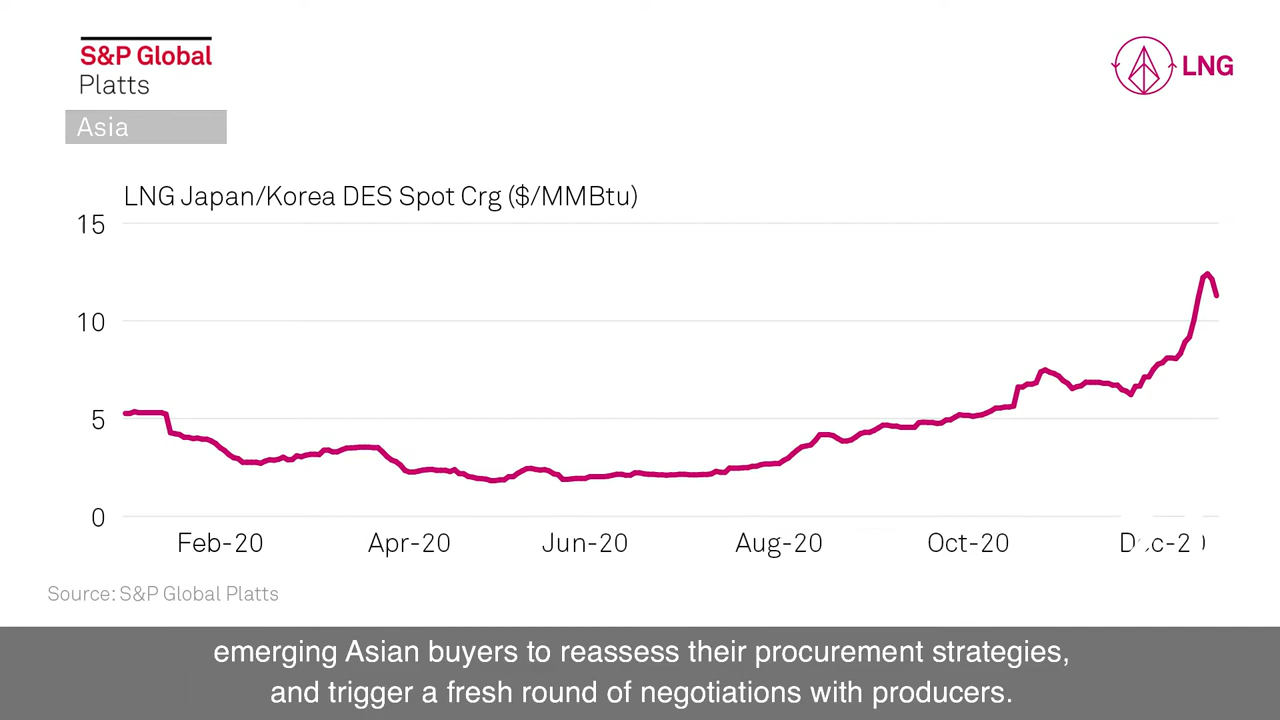 S&P Global
Platts
LNG
Asia
LNG Japan/Korea DES Spot Crg ($/MMBtu)
15
10
5
0
Feb-20 Apr-20 Jun-20 Aug-20 Oct-20
Source: S&P Global Platts
emerging Asian buyers to reassess their procurement strategies,
and trigger a fresh round of negotiations with producers.